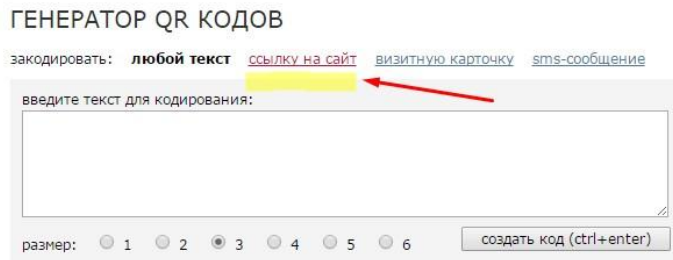 ГЕНЕРАТОР QR КОДОВ
закодировать: любой текст ссылку на сайт визитную карточку sms-сообщение
введите текст для кодирования:
размер: 1 2 3 4 5 6 создать код (ctrl+enter)